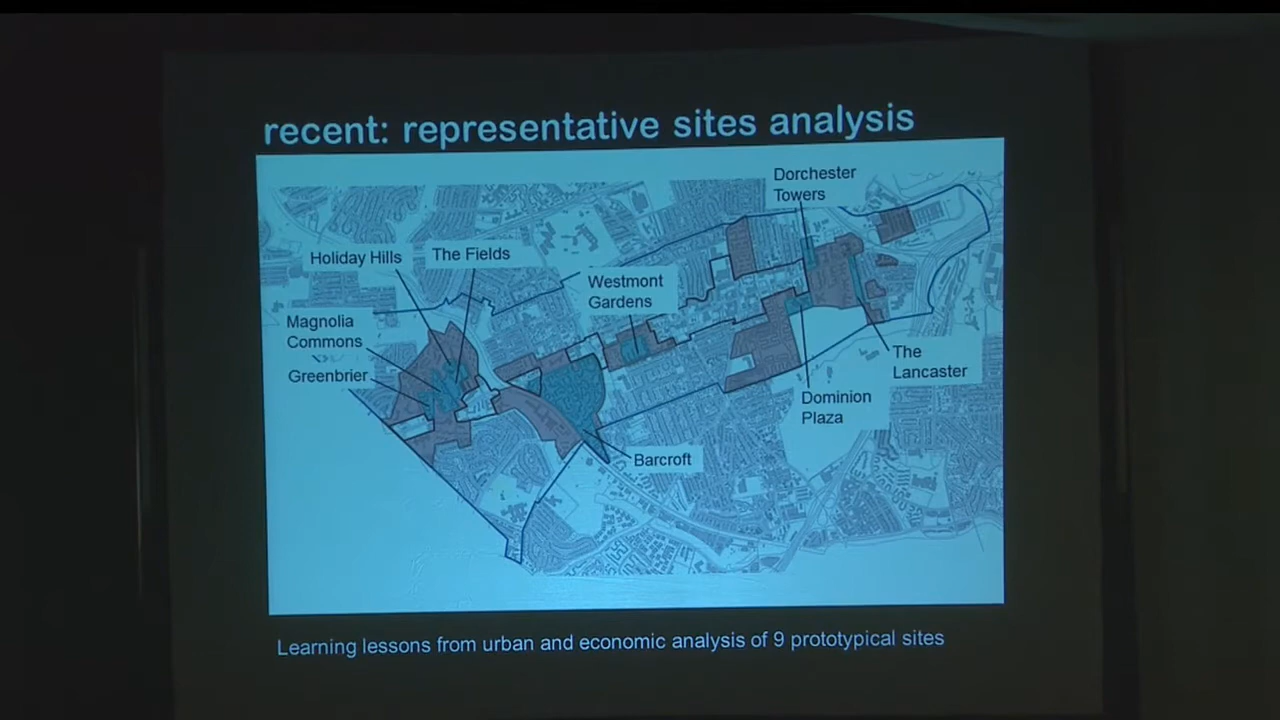 recent: representative sites analysis
Dorchester
Towers
Holiday Hills
The Fields
Westmont
Gardens
Magnolia
Commons
Greenbrier
The
Lancaster
Dominion
Plaza
Barcroft
Learning lessons from urban and economic analysis of 9 prototypical sites